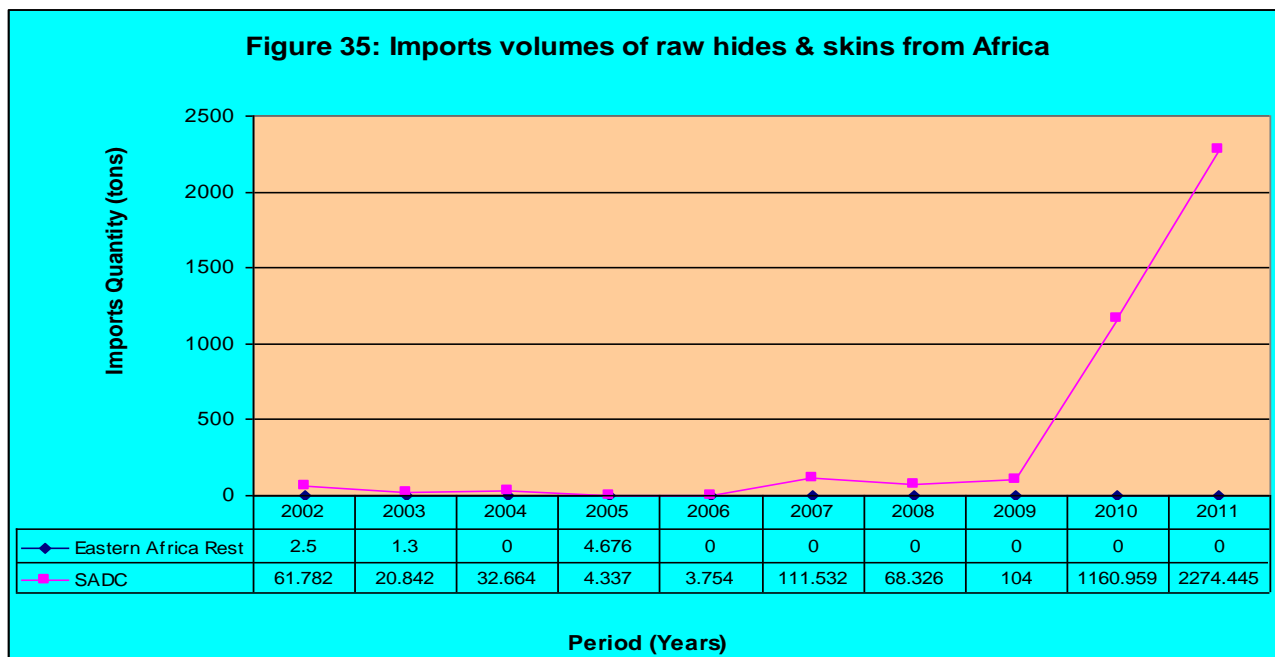 Figure 35: Imports volumes of raw hides & skins from Africa
Imports Quantity (tons)
2500
2000
1500
1000
500
0
2002 2003 2004 2005 2006 2007 2008 2009 2010 2011
Eastern Africa Rest 2.5 1.3 0 4.676 0 0 0 0 0 0
SADC 61.782 20.842 32.664 4.337 3.754 111.532 68.326 104 1160.959 2274.445
Period (Years)